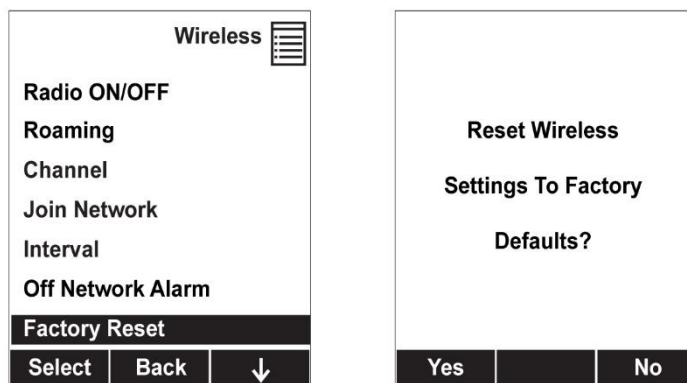 Wireless
Radio ON/OFF
Roaming
Channel
Join Network
Interval
Off Network Alarm
Factory Reset
Select Back ↓
Reset Wireless
Settings To Factory
Defaults?
Yes No